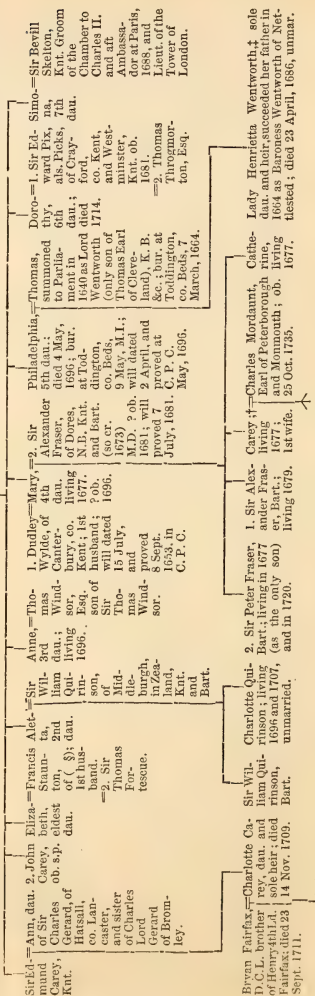 Sir Ed-
mund
Carey,
Knt.
=Ann, dau.
of Sir
Charles
Gerard, of
Hatsall,
co. Lan-
caster,
and sister
of Charles
Lord
Gerard
of Brom-
ley.
2. John
Carey,
ob. s.p.
Eliza-
beth,
eldest
dau.
=Francis
Staun-
ton,
of ( § );
1st hus-
band.
=2. Sir
Thomas
For-
tescue.
Alet-
ta,
2nd
dau.
=Sir
Wil-
liam
Qui-
rin-
son,
of
Mid-
dle-
burgh,
in Zea-
land,
Knt.
and
Bart.
Anne,
3rd
dau.;
living
1696.
=Tho-
mas
Wind-
sor,
Esq.
son of
Sir
Tho-
mas
Wind-
sor.
1. Dudley
Wylde, of
Canter-
bury, co.
Kent; 1st
husband;
will dated
15 July,
and
proved
8 Sept.
1653, in
C. P. C.
=Mary,
4th
dau.
living
1677.
? ob.
1696.
=2. Sir
Alexander
Fraser,
of Dores,
N.B. Knt.
and Bart.
(so cr.
1673)
M.D. ? ob.
1681; will
proved 7
July, 1681.
Philadelphia,
5th dau.;
died 4 May,
1696; bur.
at Tod-
dington,
co. Beds,
9 May, M.I.;
will dated
2 April, and
proved at
C. P. C.
May, 1696.
=Thomas,
summoned
to Parlia-
ment in
1640 as Lord
Wentworth
(only son of
Thomas Earl
of Cleve-
land), K. B.
&c.; bur. at
Toddington,
co. Beds, 7
March, 1664.
Doro-
thy,
6th
dau.;
died
1714,
=1. Sir Ed-
ward Pix,
als. Picks,
of Cray-
ford,
co. Kent,
and West-
minster,
Knt. ob.
1681.
=2. Thomas
Throgmor-
ton, Esq.
Simo-
na,
7th
dau.
=Sir Bevill
Skelton,
Knt. Groom
of the
Chamber to
Charles II.
and aft
Ambassa-
dor at Paris,
1688, and
Lieut. of the
Tower of
London.
Bryan Fairfax,
D.C.L. brother
of Henry 4th Ld.
Fairfax; died 23
Sept. 1711.
=Charlotte Ca-
rey, dau. and
sole heir; died
14 Nov. 1709.
Sir Wil-
liam Qui-
rinson,
Bart.
Charlotte Qui-
rinson; living
1696 and 1707,
unmarried.
2. Sir Peter Fraser,
Bart.; living in 1677
(as the only son)
and in 1720.
1. Sir Alex-
ander Fras-
er, Bart.;
living 1679.
Carey;†
living
1677;
1st wife.
=Charles Mordaunt,
Earl of Peterborough
and Monmouth; ob.
25 Oct. 1735.
Cathe-
rine,
living
1677.
Lady Henrietta Wentworth,‡ sole
dau. and heir, succeeded her father in
1664 as Baroness Wentworth of Net-
tlested; died 23 April, 1686, unmar.